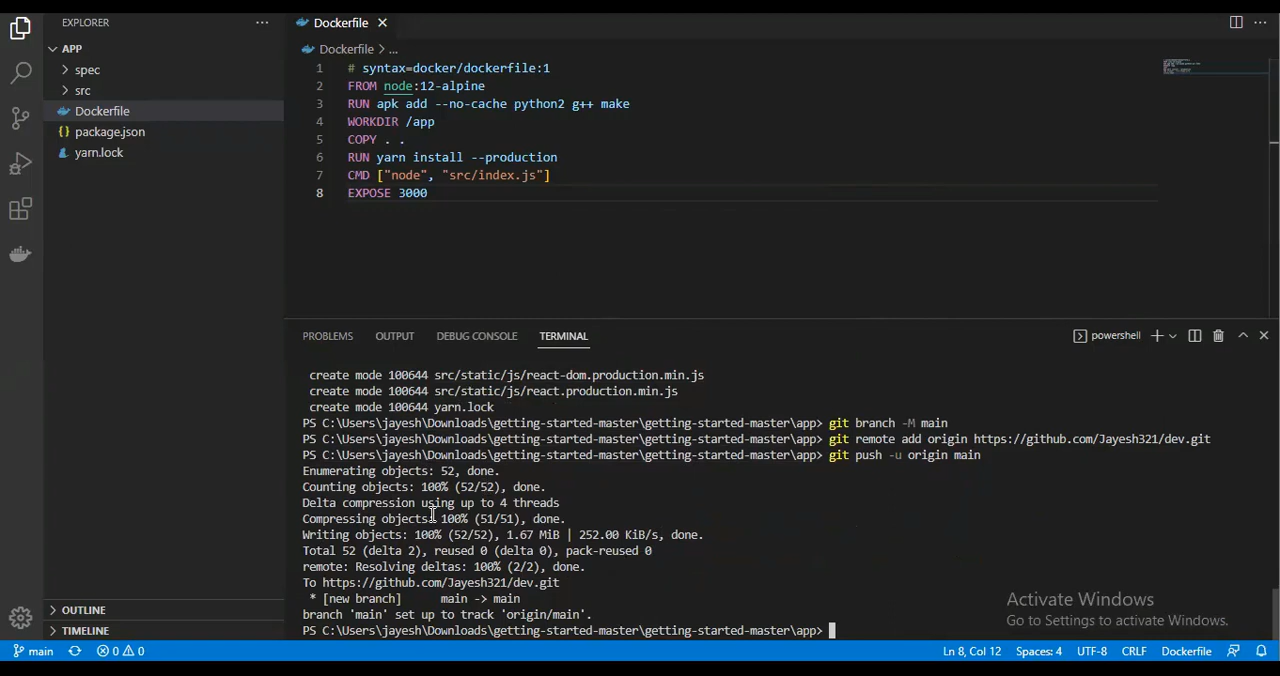 EXPLORER
APP
spec
src
Dockerfile
package.json
yarn.lock
OUTLINE
TIMELINE
Dockerfile
Dockerfile > ...
1 # syntax=docker/dockerfile:1
2 FROM node:12-alpine
3 RUN apk add --no-cache python2 g++ make
4 WORKDIR /app
5 COPY . .
6 RUN yarn install --production
7 CMD ["node", "src/index.js"]
8 EXPOSE 3000
PROBLEMS OUTPUT DEBUG CONSOLE TERMINAL powershell
create mode 100644 src/static/js/react-dom.production.min.js
create mode 100644 src/static/js/react.production.min.js
create mode 100644 yarn.lock
PS C:\Users\jayesh\Downloads\getting-started-master\getting-started-master\app> git branch -M main
PS C:\Users\jayesh\Downloads\getting-started-master\getting-started-master\app> git remote add origin https://github.com/Jayesh321/dev.git
PS C:\Users\jayesh\Downloads\getting-started-master\getting-started-master\app> git push -u origin main
Enumerating objects: 52, done.
Counting objects: 100% (52/52), done.
Delta compression using up to 4 threads
Compressing objects: 100% (51/51), done.
Writing objects: 100% (52/52), 1.67 MiB | 252.00 KiB/s, done.
Total 52 (delta 2), reused 0 (delta 0), pack-reused 0
remote: Resolving deltas: 100% (2/2), done.
To https://github.com/Jayesh321/dev.git
* [new branch] main -> main
branch 'main' set up to track 'origin/main'.
PS C:\Users\jayesh\Downloads\getting-started-master\getting-started-master\app>
Activate Windows
Go to Settings to activate Windows.
main 0 0 Ln 8, Col 12 Spaces: 4 UTF-8 CRLF Dockerfile